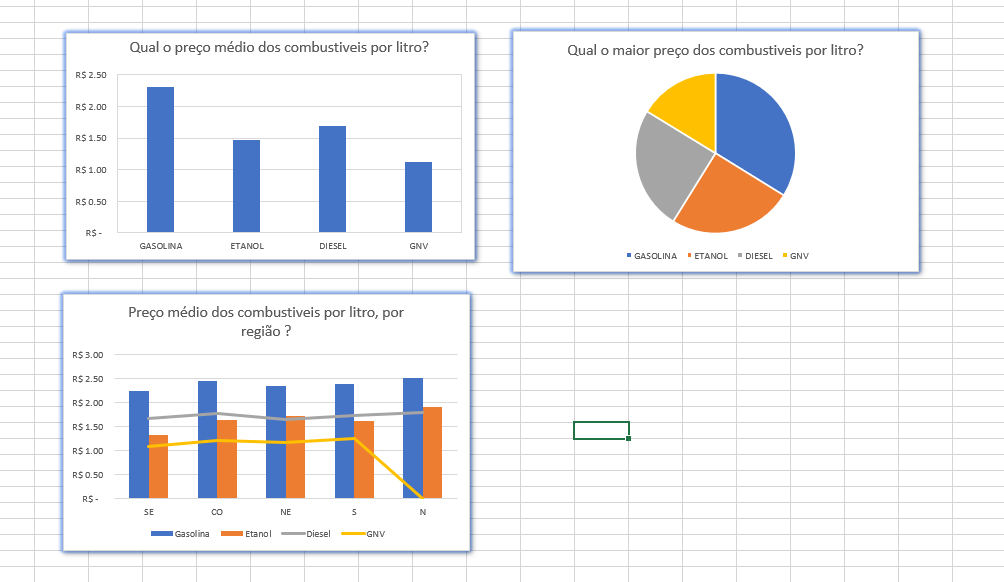 Qual o preço médio dos combustiveis por litro?
R$ 2.50
R$ 2.00
R$ 1.50
R$ 1.00
R$ 0.50
R$ -
GASOLINA ETANOL DIESEL GNV
Qual o maior preço dos combustiveis por litro?
GASOLINA ETANOL DIESEL GNV
Preço médio dos combustiveis por litro, por
região ?
R$ 3.00
R$ 2.50
R$ 2.00
R$ 1.50
R$ 1.00
R$ 0.50
R$ -
SE CO NE S N
Gasolina Etanol Diesel GNV